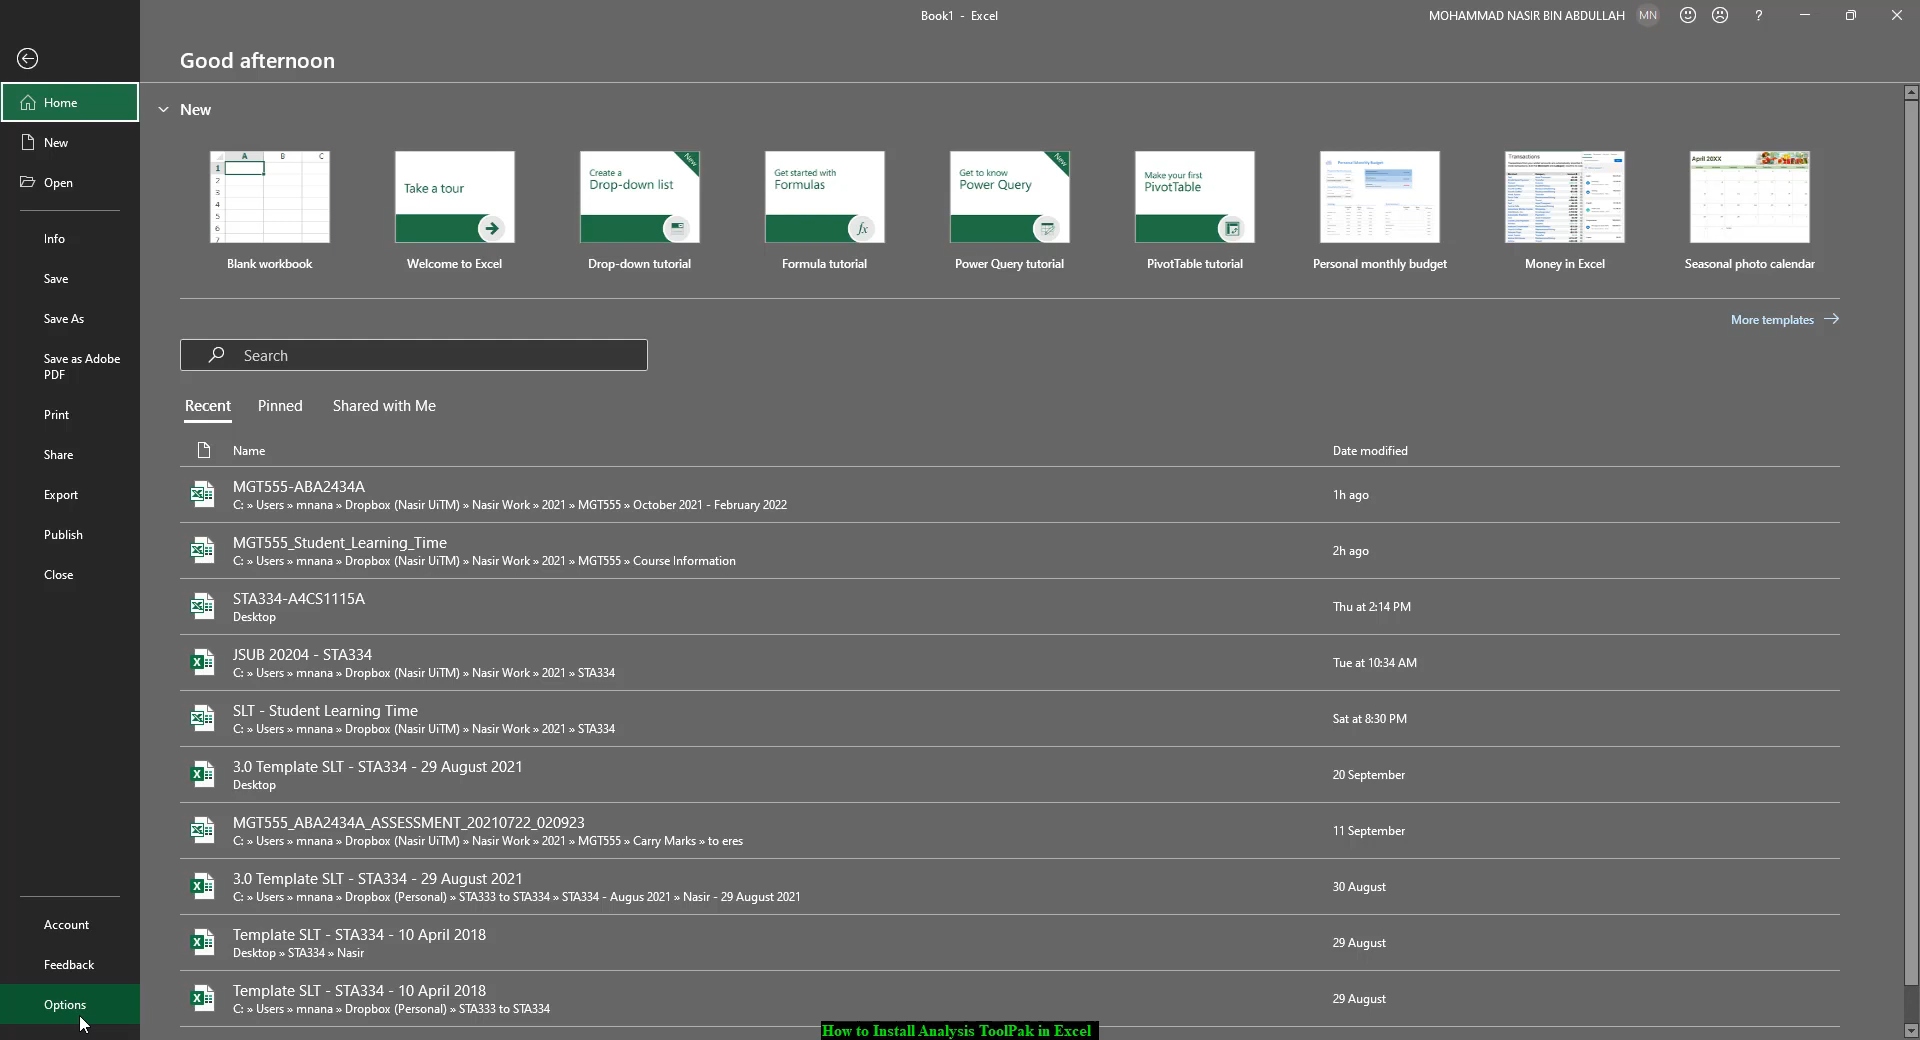 Book1 - Excel
MOHAMMAD NASIR BIN ABDULLAH MN ?
Good afternoon
Home
New
Open
Info
Save
Save As
Save as Adobe
PDF
Print
Share
Export
Publish
Close
Account
Feedback
Options
New
A B C
1
2
3
4
5
6
7
Blank workbook
Take a tour
Welcome to Excel
New
Create a
Drop-down list
Drop-down tutorial
Get started with
Formulas
fx
Formula tutorial
New
Get to know
Power Query
Power Query tutorial
Make your first
PivotTable
PivotTable tutorial
Personal Monthly Budget
Personal monthly budget
Transactions
Money in Excel
April 20XX
Seasonal photo calendar
More templates
Search
Recent Pinned Shared with Me
Name Date modified
MGT555-ABA2434A
C: » Users » mnana » Dropbox (Nasir UiTM) » Nasir Work » 2021 » MGT555 » October 2021 - February 2022
1h ago
MGT555_Student_Learning_Time
C: » Users » mnana » Dropbox (Nasir UiTM) » Nasir Work » 2021 » MGT555 » Course Information
2h ago
STA334-A4CS1115A
Desktop
Thu at 2:14 PM
JSUB 20204 - STA334
C: » Users » mnana » Dropbox (Nasir UiTM) » Nasir Work » 2021 » STA334
Tue at 10:34 AM
SLT - Student Learning Time
C: » Users » mnana » Dropbox (Nasir UiTM) » Nasir Work » 2021 » STA334
Sat at 8:30 PM
3.0 Template SLT - STA334 - 29 August 2021
Desktop
20 September
MGT555_ABA2434A_ASSESSMENT_20210722_020923
C: » Users » mnana » Dropbox (Nasir UiTM) » Nasir Work » 2021 » MGT555 » Carry Marks » to eres
11 September
3.0 Template SLT - STA334 - 29 August 2021
C: » Users » mnana » Dropbox (Personal) » STA333 to STA334 » STA334 - Augus 2021 » Nasir - 29 August 2021
30 August
Template SLT - STA334 - 10 April 2018
Desktop » STA334 » Nasir
29 August
Template SLT - STA334 - 10 April 2018
C: » Users » mnana » Dropbox (Personal) » STA333 to STA334
29 August
How to Install Analysis ToolPak in Excel